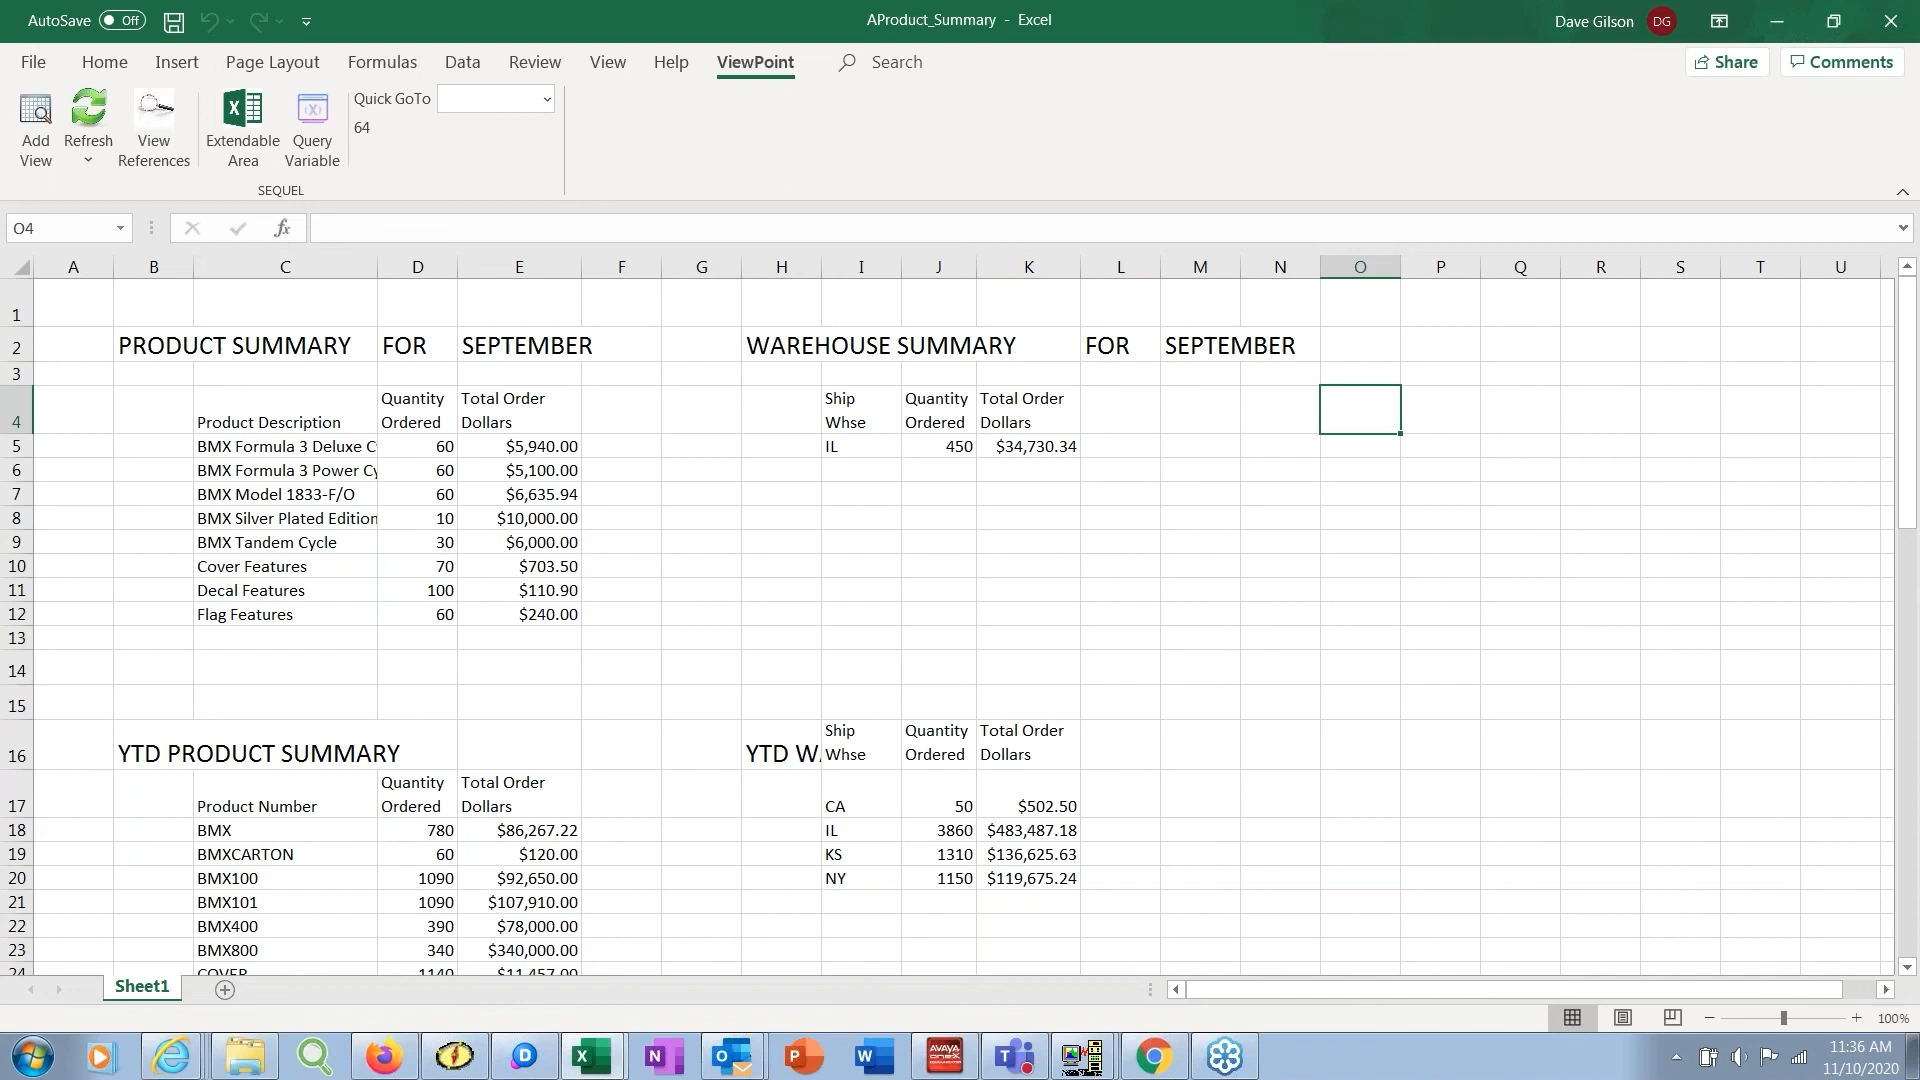 AutoSave Off
AProduct_Summary - Excel
Dave Gilson DG
File Home Insert Page Layout Formulas Data Review View Help ViewPoint Search
Share Comments
Add View
Refresh
View References
Extendable Area
Query Variable
Quick GoTo
64
SEQUEL
O4
fx
A B C D E F G H I J K L M N O P Q R S T U
1
2 PRODUCT SUMMARY FOR SEPTEMBER WAREHOUSE SUMMARY FOR SEPTEMBER
3
Quantity Total Order Ship Quantity Total Order
4 Product Description Ordered Dollars Whse Ordered Dollars
5 BMX Formula 3 Deluxe C 60 $5,940.00 IL 450 $34,730.34
6 BMX Formula 3 Power Cy 60 $5,100.00
7 BMX Model 1833-F/O 60 $6,635.94
8 BMX Silver Plated Edition 10 $10,000.00
9 BMX Tandem Cycle 30 $6,000.00
10 Cover Features 70 $703.50
11 Decal Features 100 $110.90
12 Flag Features 60 $240.00
13
14
15
Ship Quantity Total Order
16 YTD PRODUCT SUMMARY YTD WA Whse Ordered Dollars
Quantity Total Order
17 Product Number Ordered Dollars CA 50 $502.50
18 BMX 780 $86,267.22 IL 3860 $483,487.18
19 BMXCARTON 60 $120.00 KS 1310 $136,625.63
20 BMX100 1090 $92,650.00 NY 1150 $119,675.24
21 BMX101 1090 $107,910.00
22 BMX400 390 $78,000.00
23 BMX800 340 $340,000.00
24 COVER 1140 $11,457.00
Sheet1
100%
AVAYA
11:36 AM
11/10/2020